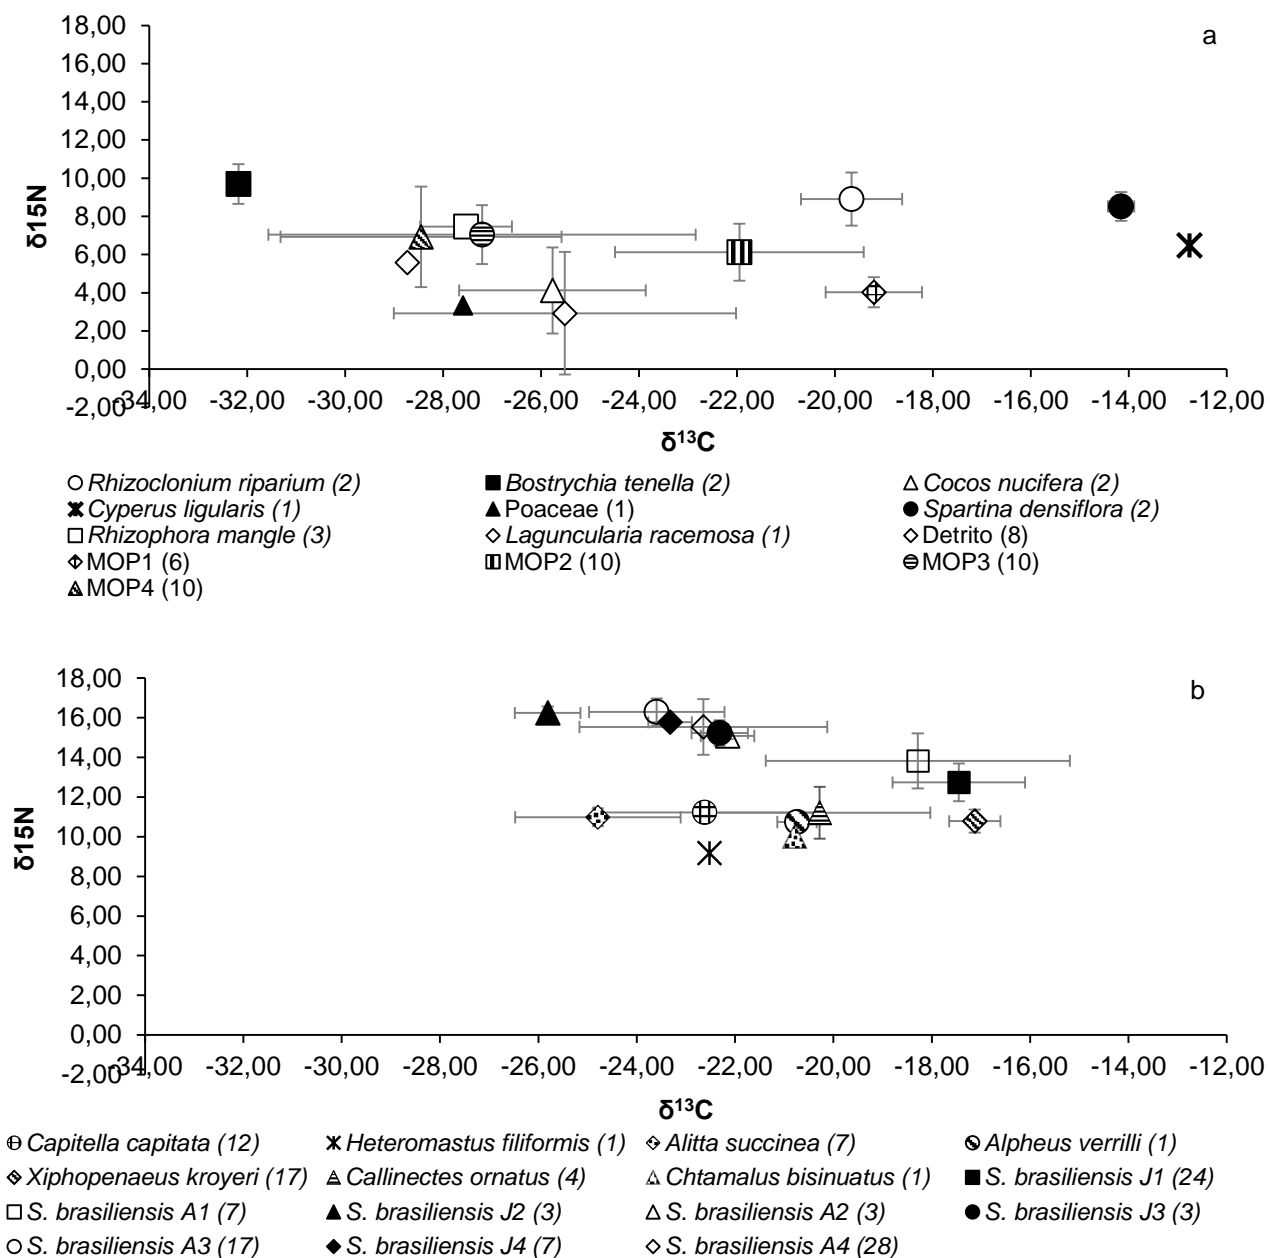 a
18,00
16,00
14,00
12,00
10,00
8,00
6,00
4,00
2,00
0,00
-2,00
δ15N
-34,00 -32,00 -30,00 -28,00 -26,00 -24,00 -22,00 -20,00 -18,00 -16,00 -14,00 -12,00
δ13C
Rhizoclonium riparium (2) Bostrychia tenella (2) Cocos nucifera (2)
Cyperus ligularis (1) Poaceae (1) Spartina densiflora (2)
Rhizophora mangle (3) Laguncularia racemosa (1) Detrito (8)
MOP1 (6) MOP2 (10) MOP3 (10)
MOP4 (10)
b
18,00
16,00
14,00
12,00
10,00
8,00
6,00
4,00
2,00
0,00
-2,00
δ15N
-34,00 -32,00 -30,00 -28,00 -26,00 -24,00 -22,00 -20,00 -18,00 -16,00 -14,00 -12,00
δ13C
Capitella capitata (12) Heteromastus filiformis (1) Alitta succinea (7) Alpheus verrilli (1)
Xiphopenaeus kroyeri (17) Callinectes ornatus (4) Chtamalus bisinuatus (1) S. brasiliensis J1 (24)
S. brasiliensis A1 (7) S. brasiliensis J2 (3) S. brasiliensis A2 (3) S. brasiliensis J3 (3)
S. brasiliensis A3 (17) S. brasiliensis J4 (7) S. brasiliensis A4 (28)